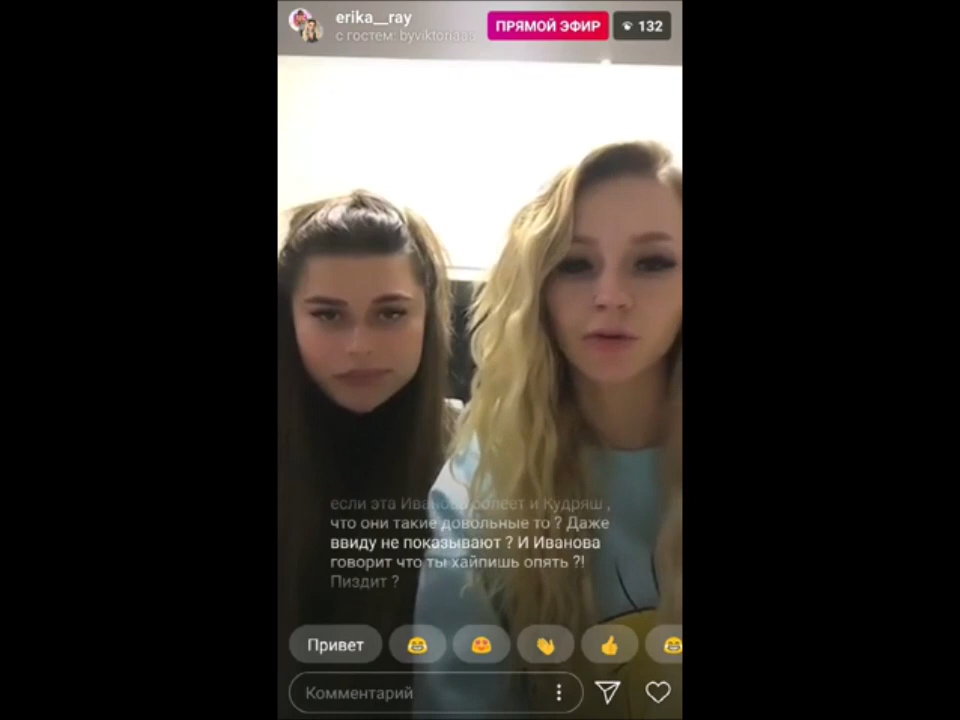 erika__ray
с гостем: byviktoriaaa
ПРЯМОЙ ЭФИР
132
если эта Иванова болеет и Кудряш ,
что они такие довольные то ? Даже
ввиду не показывают ? И Иванова
говорит что ты хайпишь опять ?!
Пиздит ?
Привет
Комментарий